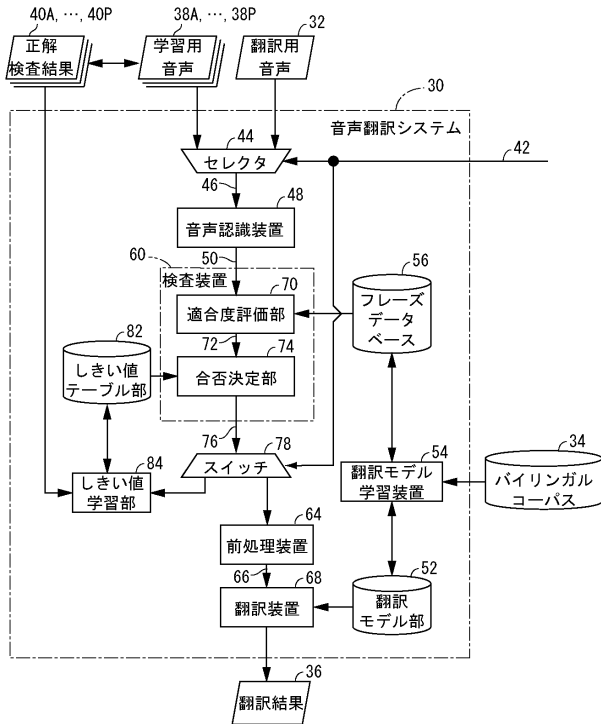 40A, ･･･, 40P
38A, ･･･, 38P
32
正解
検査結果
学習用
音声
翻訳用
音声
30
音声翻訳システム
44
セレクタ
42
46
48
音声認識装置
50
60
検査装置
56
フレーズ
データ
ベース
70
適合度評価部
72
74
合否決定部
82
しきい値
テーブル部
76
78
スイッチ
84
しきい値
学習部
54
翻訳モデル
学習装置
34
バイリンガル
コーパス
64
前処理装置
66
68
翻訳装置
52
翻訳
モデル部
36
翻訳結果